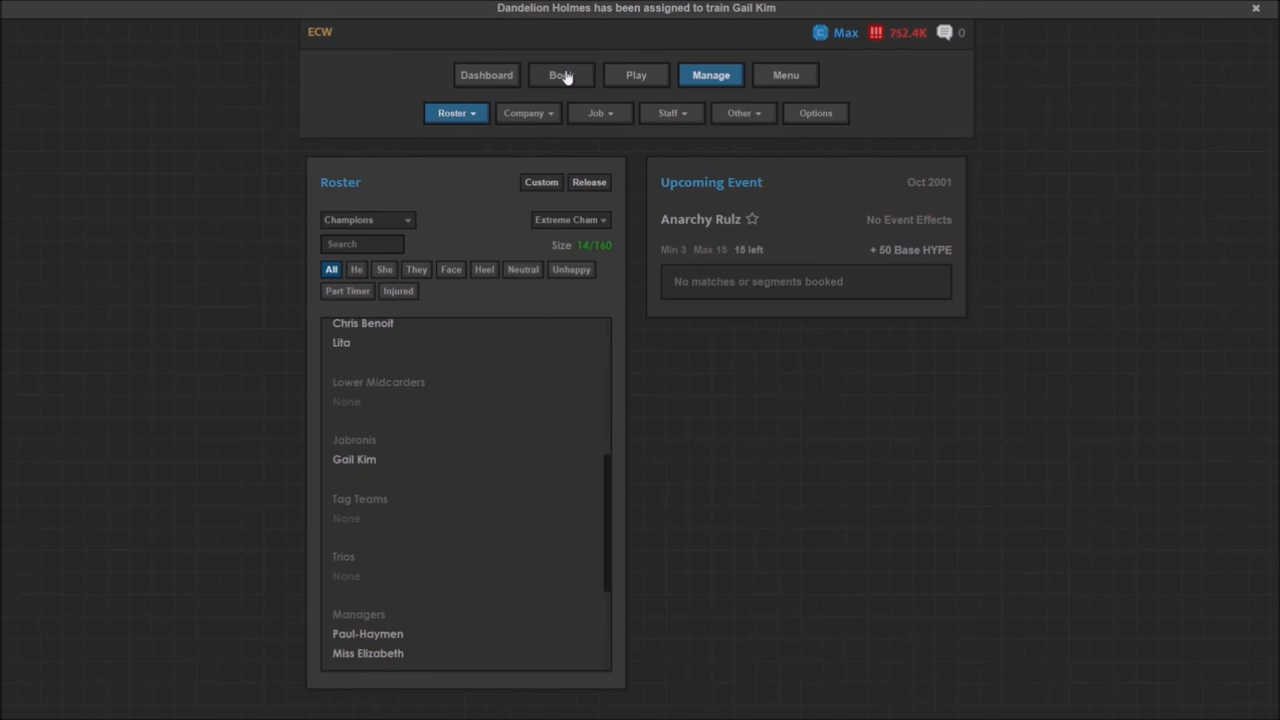 Dandelion Holmes has been assigned to train Gail Kim
ECW
Max 752.4K 0
Dashboard Book Play Manage Menu
Roster Company Job Staff Other Options
Roster Custom Release
Champions Extreme Cham
Search Size 14/160
All He She They Face Heel Neutral Unhappy
Part Timer Injured
Chris Benoit
Lita
Lower Midcarders
None
Jabronis
Gail Kim
Tag Teams
None
Trios
None
Managers
Paul-Haymen
Miss Elizabeth
Upcoming Event Oct 2001
Anarchy Rulz No Event Effects
Min 3 Max 15 15 left + 50 Base HYPE
No matches or segments booked